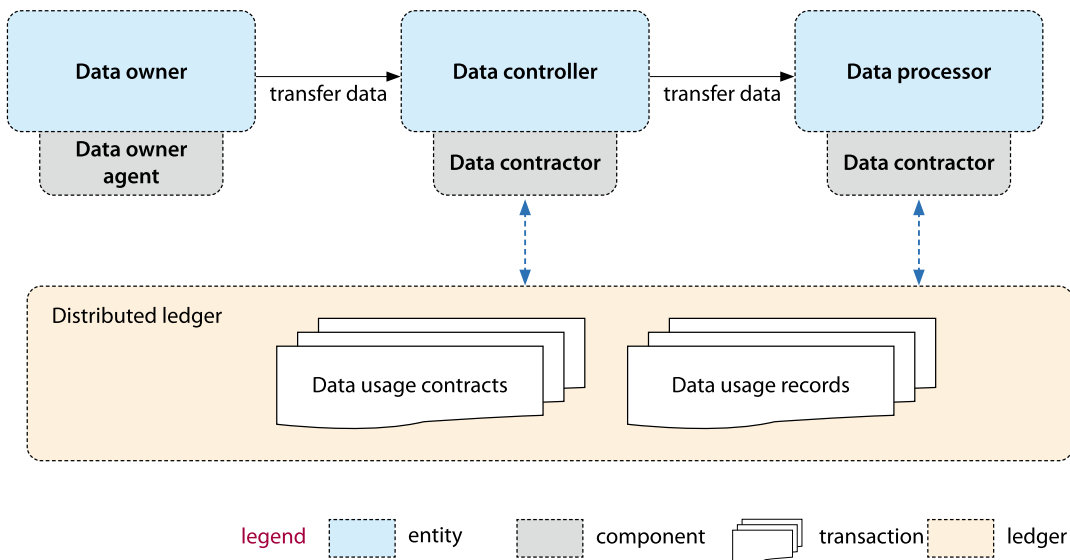 Data owner
Data controller
Data processor
transfer data
transfer data
Data owner
agent
Data contractor
Data contractor
Distributed ledger
Data usage contracts
Data usage records
legend
entity
component
transaction
ledger